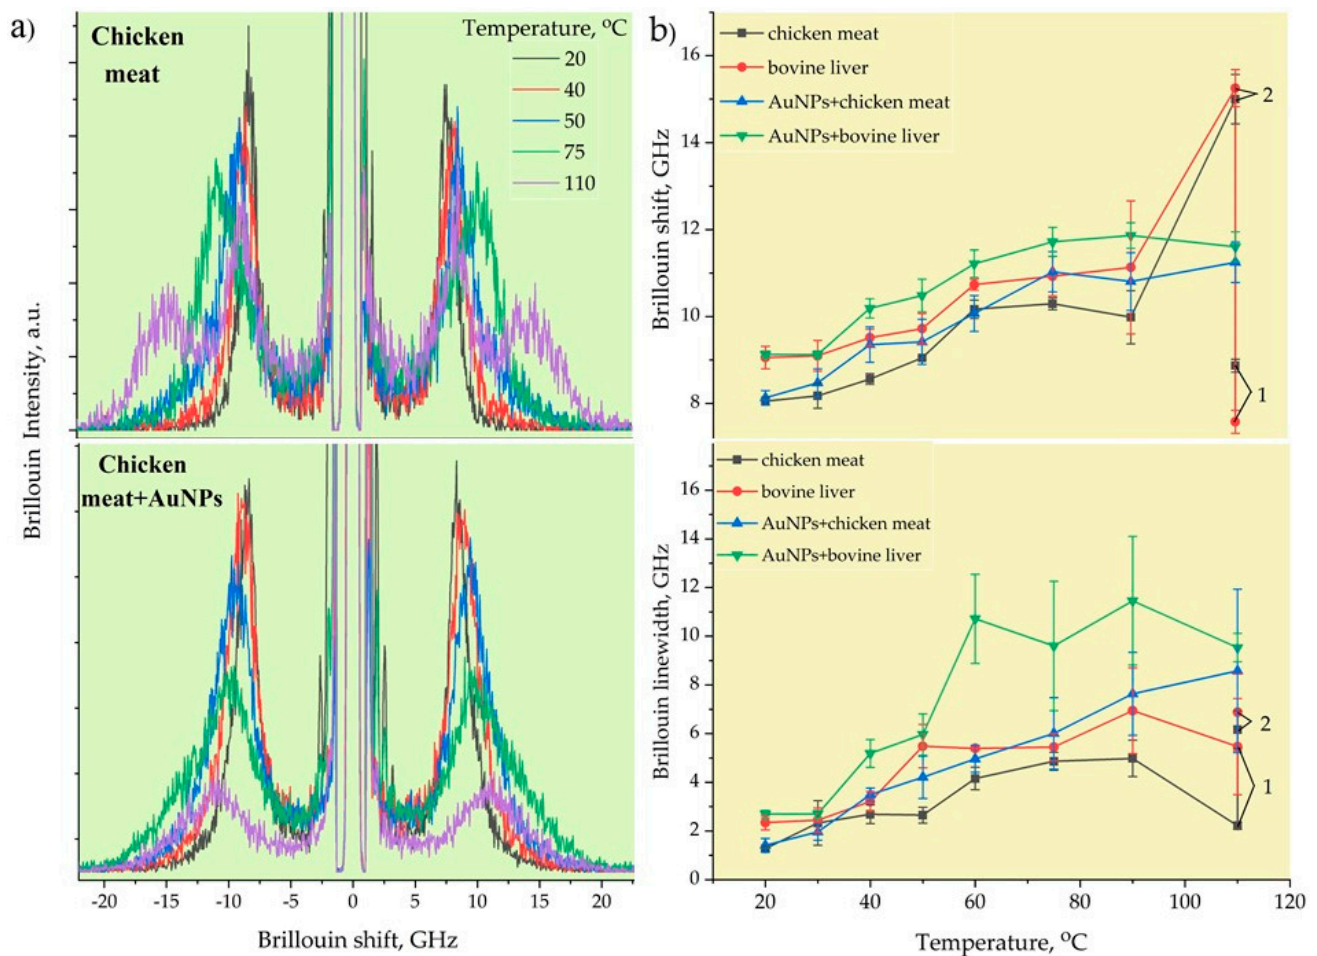 a)
Chicken
meat
Temperature, °C
20
40
50
75
110
Brillouin Intensity, a.u.
Chicken
meat+AuNPs
-20 -15 -10 -5 0 5 10 15 20
Brillouin shift, GHz
b)
chicken meat
bovine liver
AuNPs+chicken meat
AuNPs+bovine liver
16
14
12
10
8
Brillouin shift, GHz
2
1
chicken meat
bovine liver
AuNPs+chicken meat
AuNPs+bovine liver
16
14
12
10
8
6
4
2
0
Brillouin linewidth, GHz
2
1
20 40 60 80 100 120
Temperature, °C